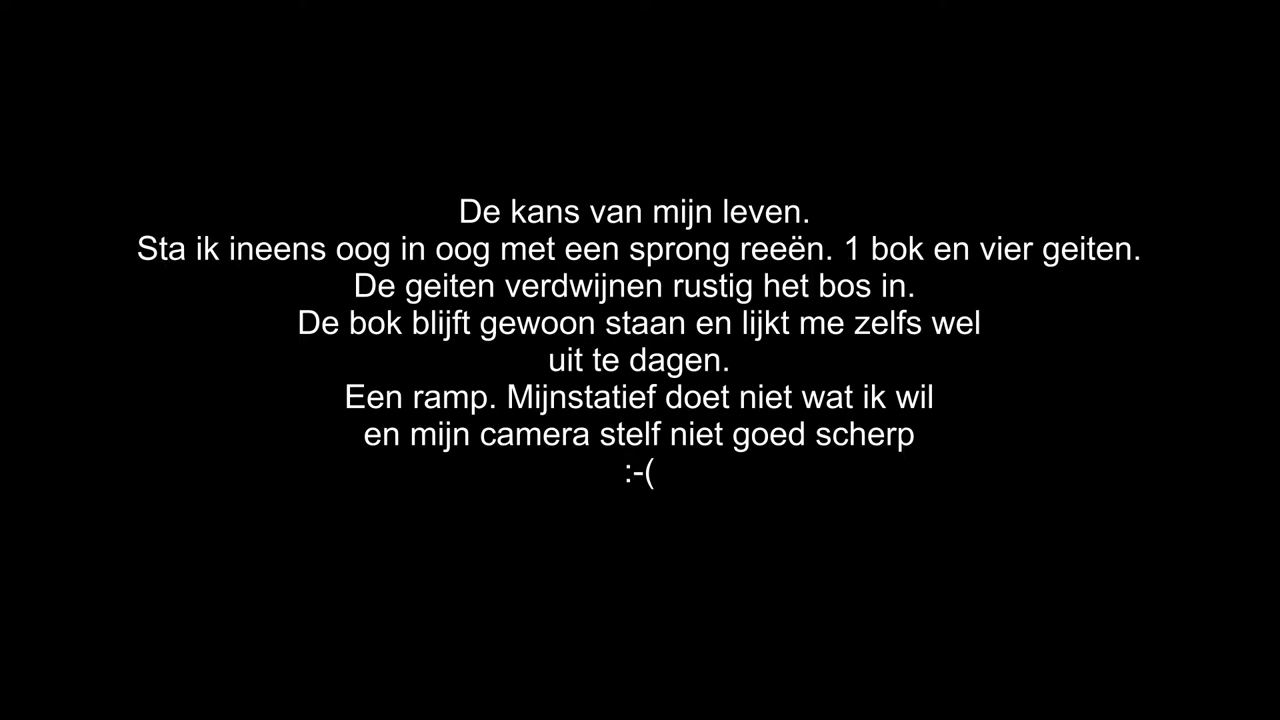 De kans van mijn leven.
Sta ik ineens oog in oog met een sprong reeën. 1 bok en vier geiten.
De geiten verdwijnen rustig het bos in.
De bok blijft gewoon staan en lijkt me zelfs wel
uit te dagen.
Een ramp. Mijnstatief doet niet wat ik wil
en mijn camera stelf niet goed scherp
:-(